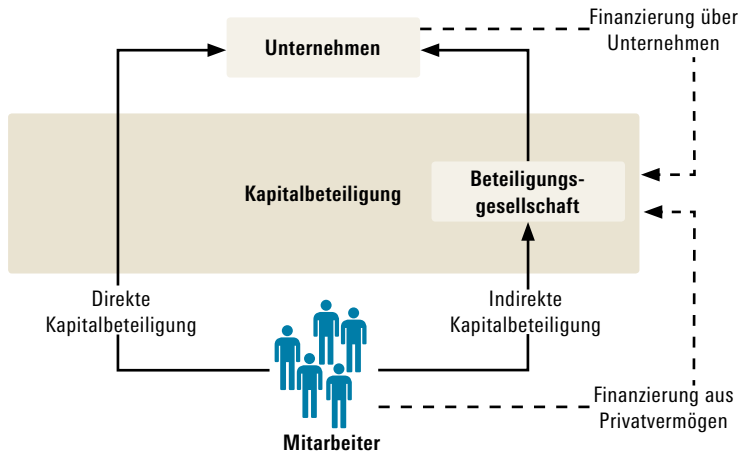 Finanzierung über
Unternehmen
Unternehmen
Kapitalbeteiligung
Beteiligungs-
gesellschaft
Direkte
Kapitalbeteiligung
Indirekte
Kapitalbeteiligung
Finanzierung aus
Privatvermögen
Mitarbeiter